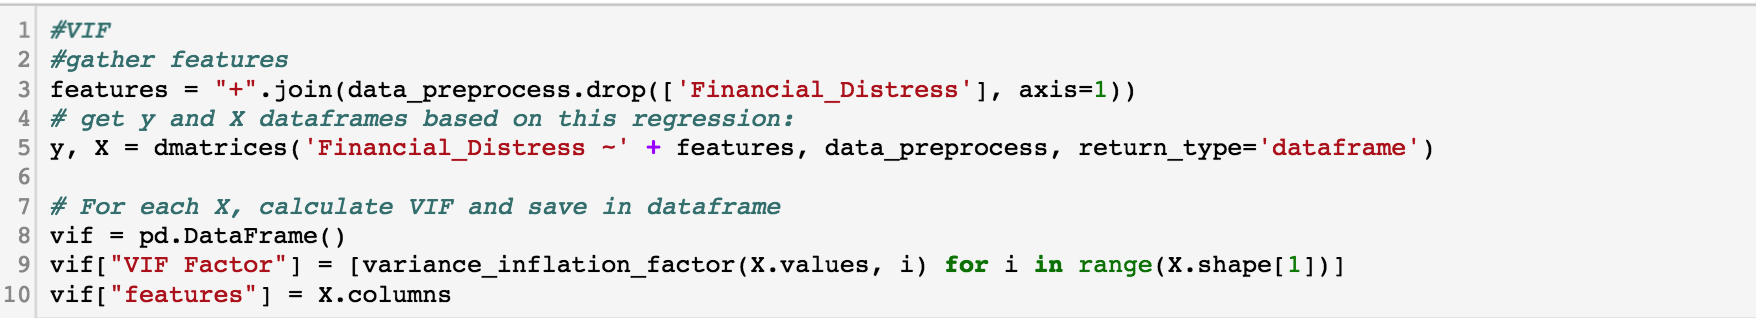 1 #VIF
2 #gather features
3 features = "+".join(data_preprocess.drop(['Financial_Distress'], axis=1))
4 # get y and X dataframes based on this regression:
5 y, X = dmatrices('Financial_Distress ~' + features, data_preprocess, return_type='dataframe')
6
7 # For each X, calculate VIF and save in dataframe
8 vif = pd.DataFrame()
9 vif["VIF Factor"] = [variance_inflation_factor(X.values, i) for i in range(X.shape[1])]
10 vif["features"] = X.columns